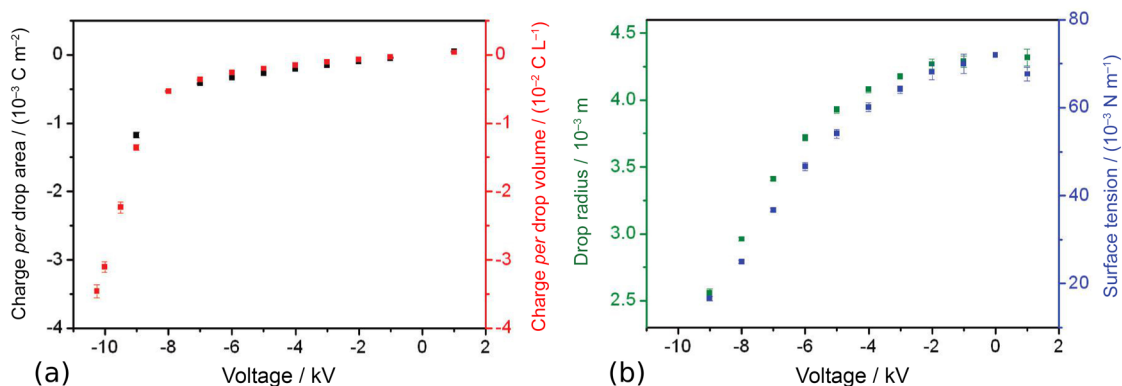 Charge per drop area / (10⁻³ C m⁻²)
0
-1
-2
-3
-4
-10 -8 -6 -4 -2 0 2
Voltage / kV
0
-1
-2
-3
-4
Charge per drop volume / (10⁻² C L⁻¹)
(a)
Drop radius / 10⁻³ m
4.5
4.0
3.5
3.0
2.5
-10 -8 -6 -4 -2 0 2
Voltage / kV
80
60
40
20
Surface tension / (10⁻³ N m⁻¹)
(b)